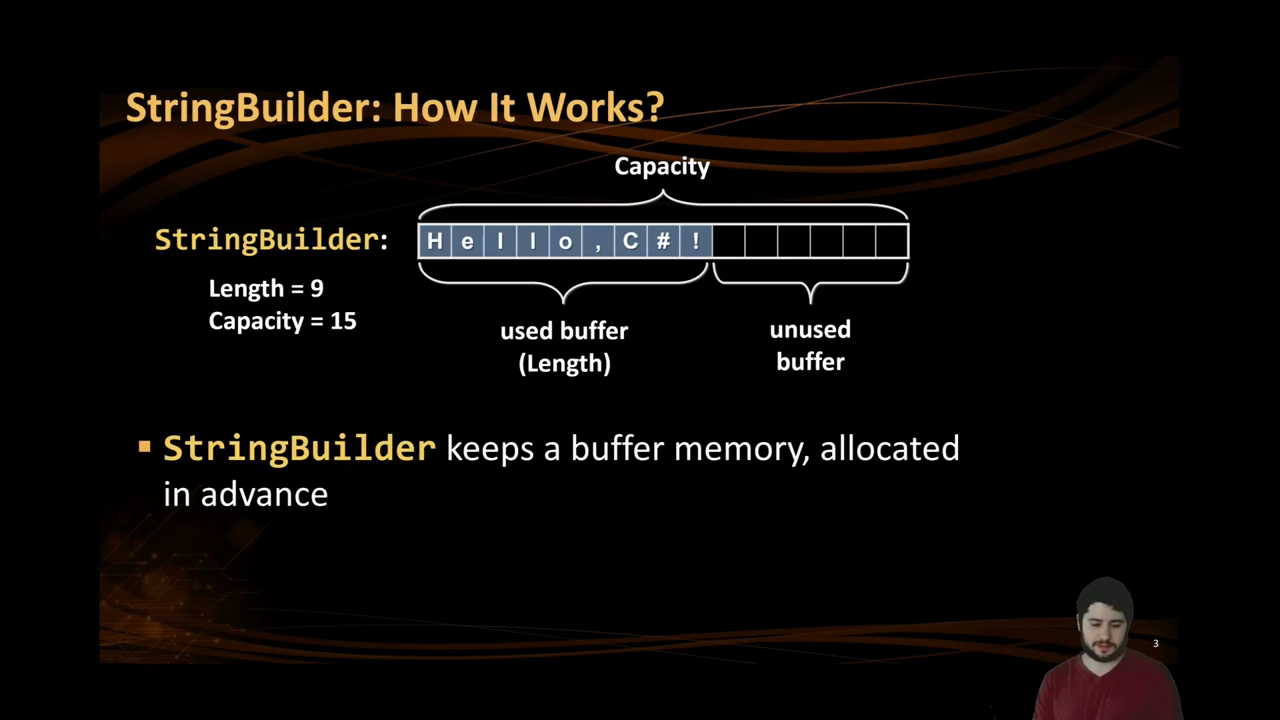 StringBuilder: How It Works?
Capacity
StringBuilder:
Hello,C#!
Length = 9
Capacity = 15
used buffer
(Length)
unused
buffer
▪ StringBuilder keeps a buffer memory, allocated
in advance
3